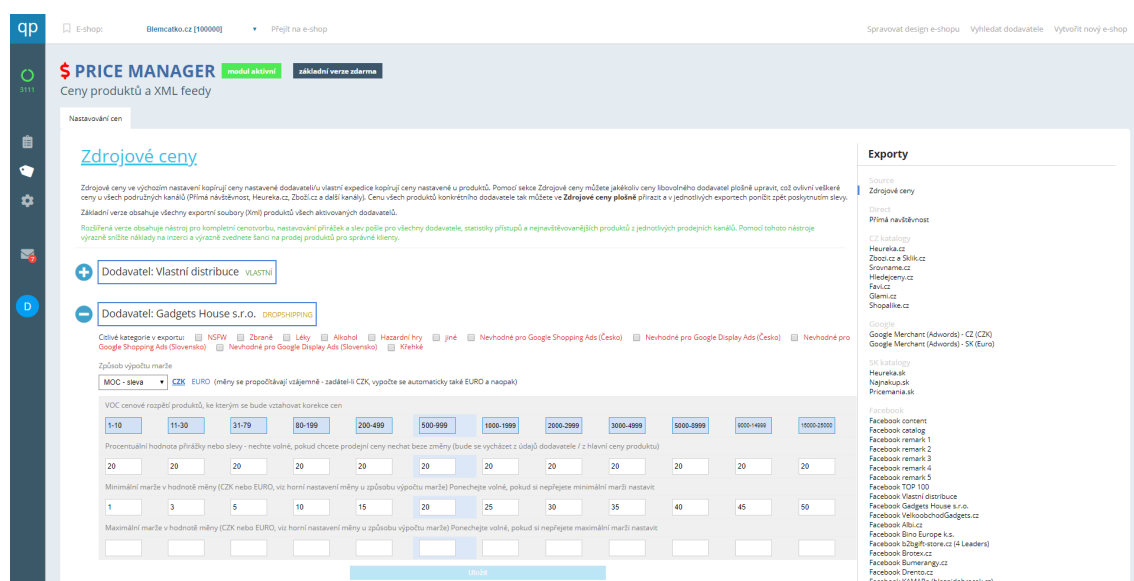 qp
E-shop: Blemcatko.cz [100000] Přejít na e-shop Spravovat design e-shopu Vyhledat dodavatele Vytvořit nový e-shop
3111
$ PRICE MANAGER modul aktivní základní verze zdarma
Ceny produktů a XML feedy
Nastavování cen
7
D
Zdrojové ceny
Zdrojové ceny ve výchozím nastavení kopírují ceny nastavené dodavateli/u vlastní expedice kopírují ceny nastavené u produktů. Pomocí sekce Zdrojové ceny můžete jakékoliv ceny libovolného dodavatel plošně upravit, což ovlivní veškeré
ceny u všech podružných kanálů (Přímá návštěvnost, Heureka.cz, Zboží.cz a další kanály). Cenu všech produktů konkrétního dodavatele tak můžete ve Zdrojové ceny plošně přirazit a v jednotlivých exportech ponížit zpět poskytnutím slevy.
Základní verze obsahuje všechny exportní soubory (Xml) produktů všech aktivovaných dodavatelů.
Rozšířená verze obsahuje nástroj pro kompletní cenotvorbu, nastavování přirážek a slev pošle pro všechny dodavatele, statistiky přístupů a nejnavštěvovanějších produktů z jednotlivých prodejních kanálů. Pomocí tohoto nástroje
výrazně snížíte náklady na inzerci a výrazně zvednete šanci na prodej produktů pro správné klienty.
Dodavatel: Vlastní distribuce VLASTNÍ
Dodavatel: Gadgets House s.r.o. DROPSHIPPING
Citlivé kategorie v exportu: NSFW Zbraně Léky Alkohol Hazardní hry jiné Nevhodné pro Google Shopping Ads (Česko) Nevhodné pro Google Display Ads (Česko) Nevhodné pro
Google Shopping Ads (Slovensko) Nevhodné pro Google Display Ads (Slovensko) Křehké
Způsob výpočtu marže
MOC - sleva CZK EURO (měny se propočítávají vzájemně - zadátel-li CZK, vypočte se automaticky také EURO a naopak)
VOC cenové rozpětí produktů, ke kterým se bude vztahovat korekce cen
1-10 11-30 31-79 80-199 200-499 500-999 1000-1999 2000-2999 3000-4999 5000-8999 9000-14999 15000-25000
Procentuální hodnota přirážky nebo slevy - nechte volné, pokud chcete prodejní ceny nechat beze změny (bude se vycházet z údajů dodavatele / z hlavní ceny produktu)
20 20 20 20 20 20 20 20 20 20 20 20
Minimální marže v hodnotě měny (CZK nebo EURO, viz horní nastavení měny u způsobu výpočtu marže) Ponechejte volné, pokud si nepřejete minimální marži nastavit
1 3 5 10 15 20 25 30 35 40 45 50
Maximální marže v hodnotě měny (CZK nebo EURO, viz horní nastavení měny u způsobu výpočtu marže) Ponechejte volné, pokud si nepřejete maximální marži nastavit
Uložit
Exporty
Source
Zdrojové ceny
Direct
Přímá návštěvnost
CZ katalogy
Heureka.cz
Zbozi.cz a Sklik.cz
Srovname.cz
Hledejceny.cz
Favi.cz
Glami.cz
Shopalike.cz
Google
Google Merchant (Adwords) - CZ (CZK)
Google Merchant (Adwords) - SK (Euro)
SK katalogy
Heureka.sk
Najnakup.sk
Pricemania.sk
Facebook
Facebook content
Facebook catalog
Facebook remark 1
Facebook remark 2
Facebook remark 3
Facebook remark 4
Facebook remark 5
Facebook TOP 100
Facebook Vlastní distribuce
Facebook Gadgets House s.r.o.
Facebook VelkoobchodGadgets.cz
Facebook Albi.cz
Facebook Bino Europe k.s.
Facebook b2bgift-store.cz (4 Leaders)
Facebook Brotex.cz
Facebook Bumerangy.cz
Facebook Drento.cz